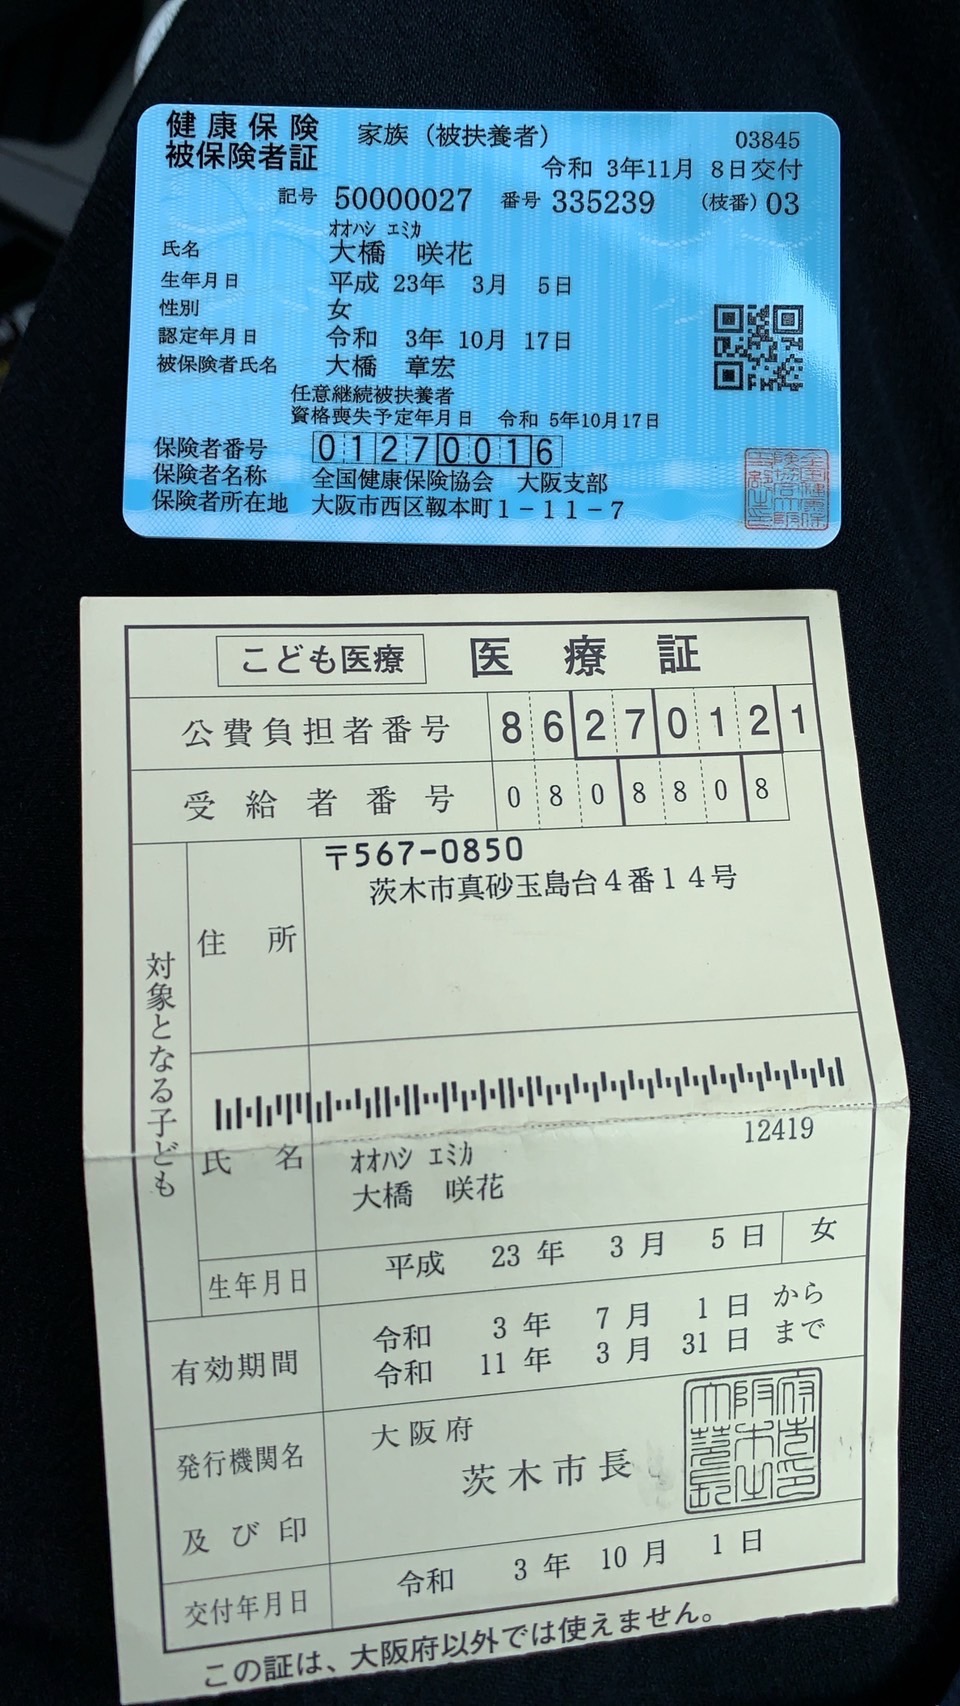 健康保険 家族（被扶養者） 03845
被保険者証 令和 3年11月 8日交付
記号 50000027 番号 335239 （枝番）03
ｵｵﾊｼ ｴﾐｶ
氏名 大橋 咲花
生年月日 平成 23年 3月 5日
性別 女
認定年月日 令和 3年 10月 17日
被保険者氏名 大橋 章宏
任意継続被扶養者
資格喪失予定年月日 令和 5年10月17日
保険者番号 01270016
保険者名称 全国健康保険協会 大阪支部
保険者所在地 大阪市西区靱本町１－１１－７
こども医療 医療証
公費負担者番号 86270121
受給者番号 0808808
対象となる子ども
住所 〒567-0850
茨木市真砂玉島台４番１４号
12419
ｵｵﾊｼ ｴﾐｶ
氏名 大橋 咲花
生年月日 平成 23年 3月 5日 女
有効期間 令和 3年 7月 1日 から
令和 11年 3月 31日 まで
発行機関名 大阪府
茨木市長
及び印
交付年月日 令和 3年 10月 1日
この証は、大阪府以外では使えません。